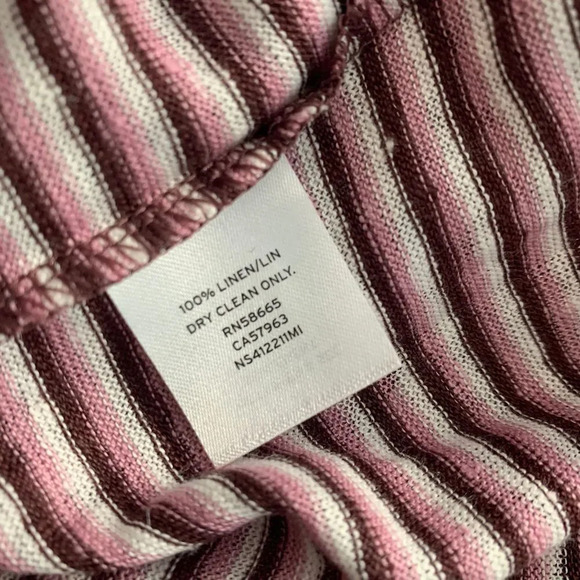 100% LINEN/LIN
DRY CLEAN ONLY.
RN58665
CA57963
NS412211MI